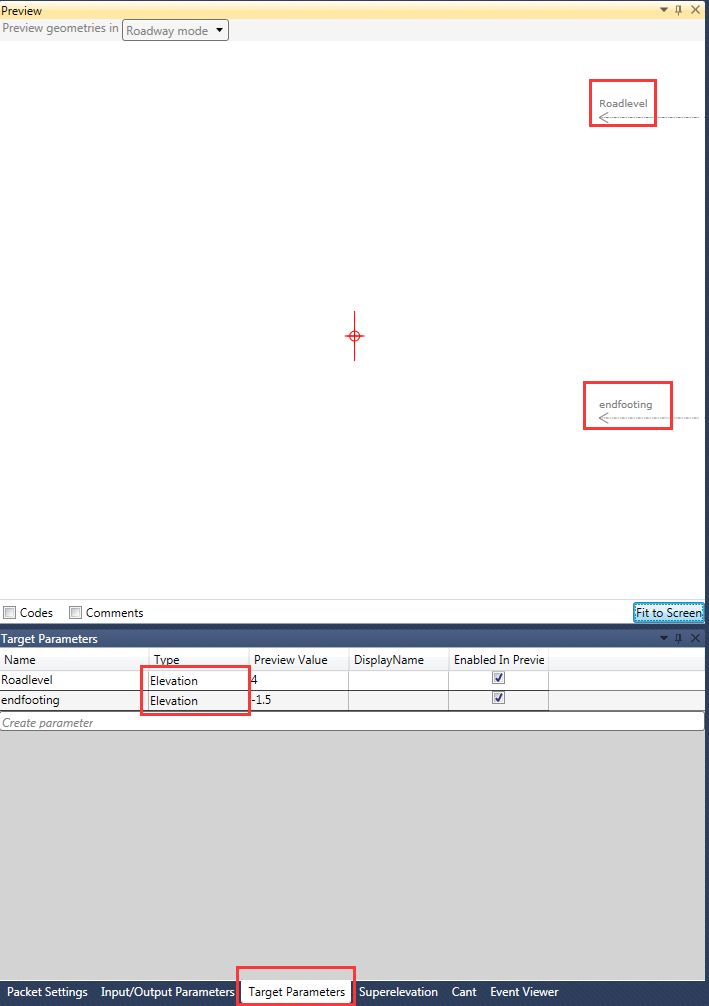 Preview
Preview geometries in Roadway mode
Roadlevel
endfooting
Codes Comments Fit to Screen
Target Parameters
Name Type Preview Value DisplayName Enabled In Previe
Roadlevel Elevation 4
endfooting Elevation -1.5
Create parameter
Packet Settings Input/Output Parameters Target Parameters Superelevation Cant Event Viewer